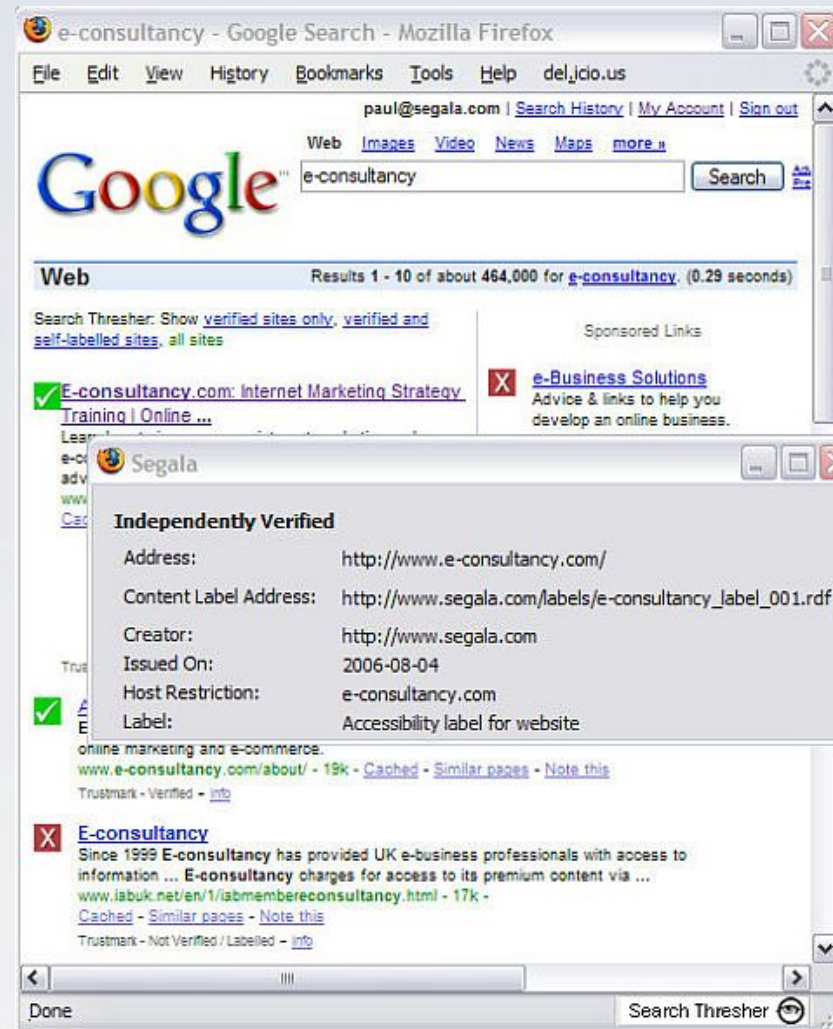 e-consultancy - Google Search - Mozilla Firefox
File Edit View History Bookmarks Tools Help del.icio.us
paul@segala.com | Search History | My Account | Sign out
Google™
Web Images Video News Maps more »
e-consultancy
Search
Web
Results 1 - 10 of about 464,000 for e-consultancy. (0.29 seconds)
Search Thresher: Show verified sites only, verified and
self-labelled sites, all sites
E-consultancy.com: Internet Marketing Strategy
Training | Online ...
Sponsored Links
X
e-Business Solutions
Advice & links to help you
develop an online business.
Segala
Independently Verified
Address: http://www.e-consultancy.com/
Content Label Address: http://www.segala.com/labels/e-consultancy_label_001.rdf
Creator: http://www.segala.com
Issued On: 2006-08-04
Host Restriction: e-consultancy.com
Label: Accessibility label for website
online marketing and e-commerce.
www.e-consultancy.com/about/ - 19k - Cached - Similar pages - Note this
Trustmark - Verified - info
X
E-consultancy
Since 1999 E-consultancy has provided UK e-business professionals with access to
information ... E-consultancy charges for access to its premium content via ...
www.iabuk.net/en/1/iabmembereconsultancy.html - 17k -
Cached - Similar pages - Note this
Trustmark - Not Verified / Labelled - info
Done
Search Thresher